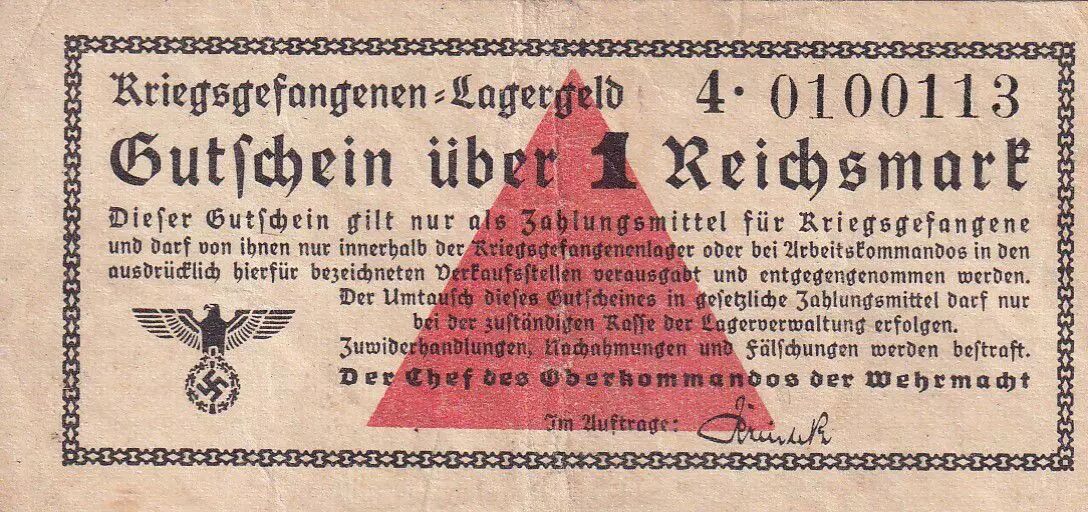 Kriegsgefangenen-Lagergeld 4· 0100113
Gutschein über 1 Reichsmark
Dieser Gutschein gilt nur als Zahlungsmittel für Kriegsgefangene
und darf von ihnen nur innerhalb der Kriegsgefangenenlager oder bei Arbeitskommandos in den
ausdrücklich hierfür bezeichneten Verkaufsstellen verausgabt und entgegengenommen werden.
Der Umtausch dieses Gutscheines in gesetzliche Zahlungsmittel darf nur
bei der zuständigen Kasse der Lagerverwaltung erfolgen.
Zuwiderhandlungen, Nachahmungen und Fälschungen werden bestraft.
Der Chef des Oberkommandos der Wehrmacht
Im Auftrage: